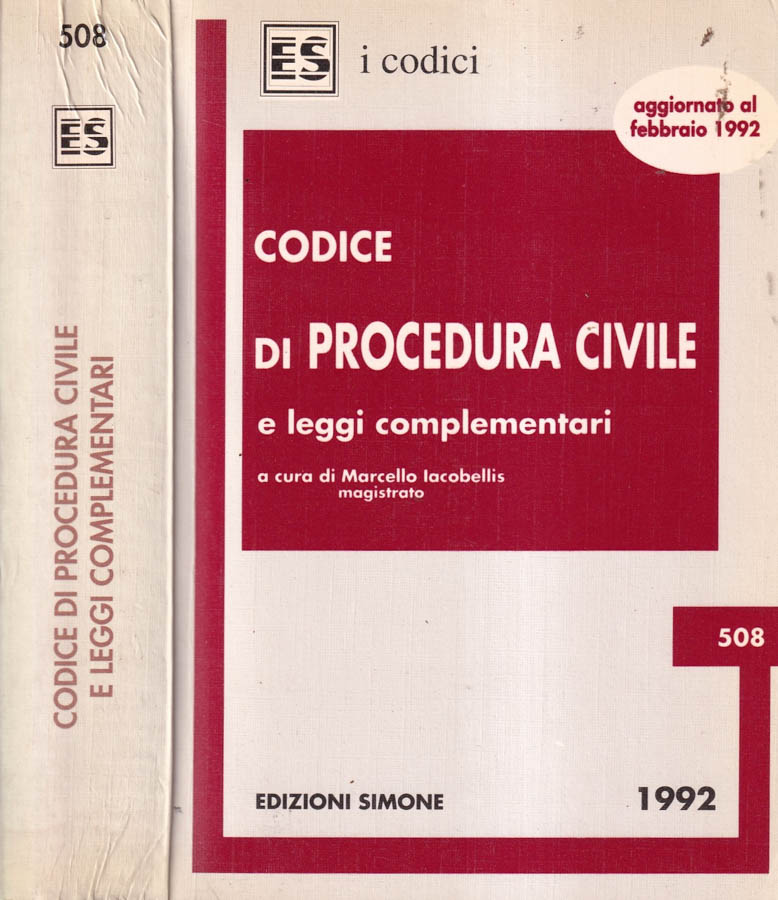 508
ES
CODICE DI PROCEDURA CIVILE
E LEGGI COMPLEMENTARI
ES
i codici
aggiornato al
febbraio 1992
CODICE
DI PROCEDURA CIVILE
e leggi complementari
a cura di Marcello Iacobellis
magistrato
508
EDIZIONI SIMONE
1992